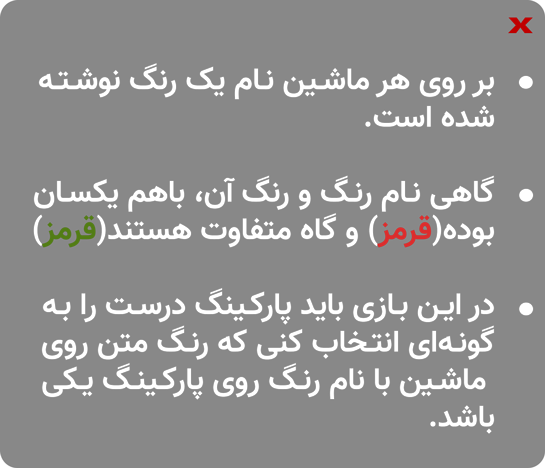 x
• بر روی هر ماشین نام یک رنگ نوشته
شده است.
• گاهی نام رنگ و رنگ آن، باهم یکسان
بوده(قرمز) و گاه متفاوت هستند(قرمز)
• در این بازی باید پارکینگ درست را به
گونه‌ای انتخاب کنی که رنگ متن روی
ماشین با نام رنگ روی پارکینگ یکی
باشد.